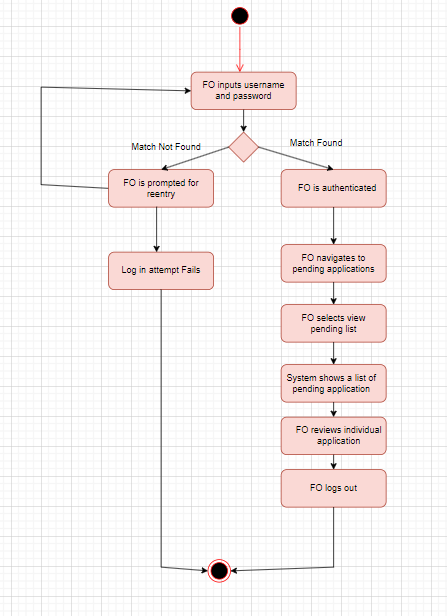 FO inputs username
and password
Match Not Found
Match Found
FO is prompted for
reentry
FO is authenticated
Log in attempt Fails
FO navigates to
pending applications
FO selects view
pending list
System shows a list of
pending application
FO reviews individual
application
FO logs out